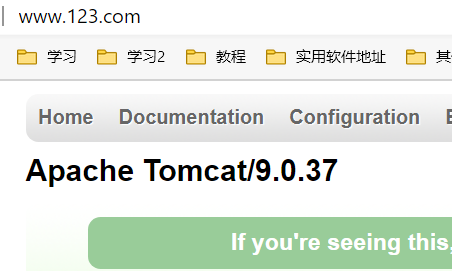 www.123.com
学习 学习2 教程 实用软件地址
Home Documentation Configuration
Apache Tomcat/9.0.37
If you're seeing this,